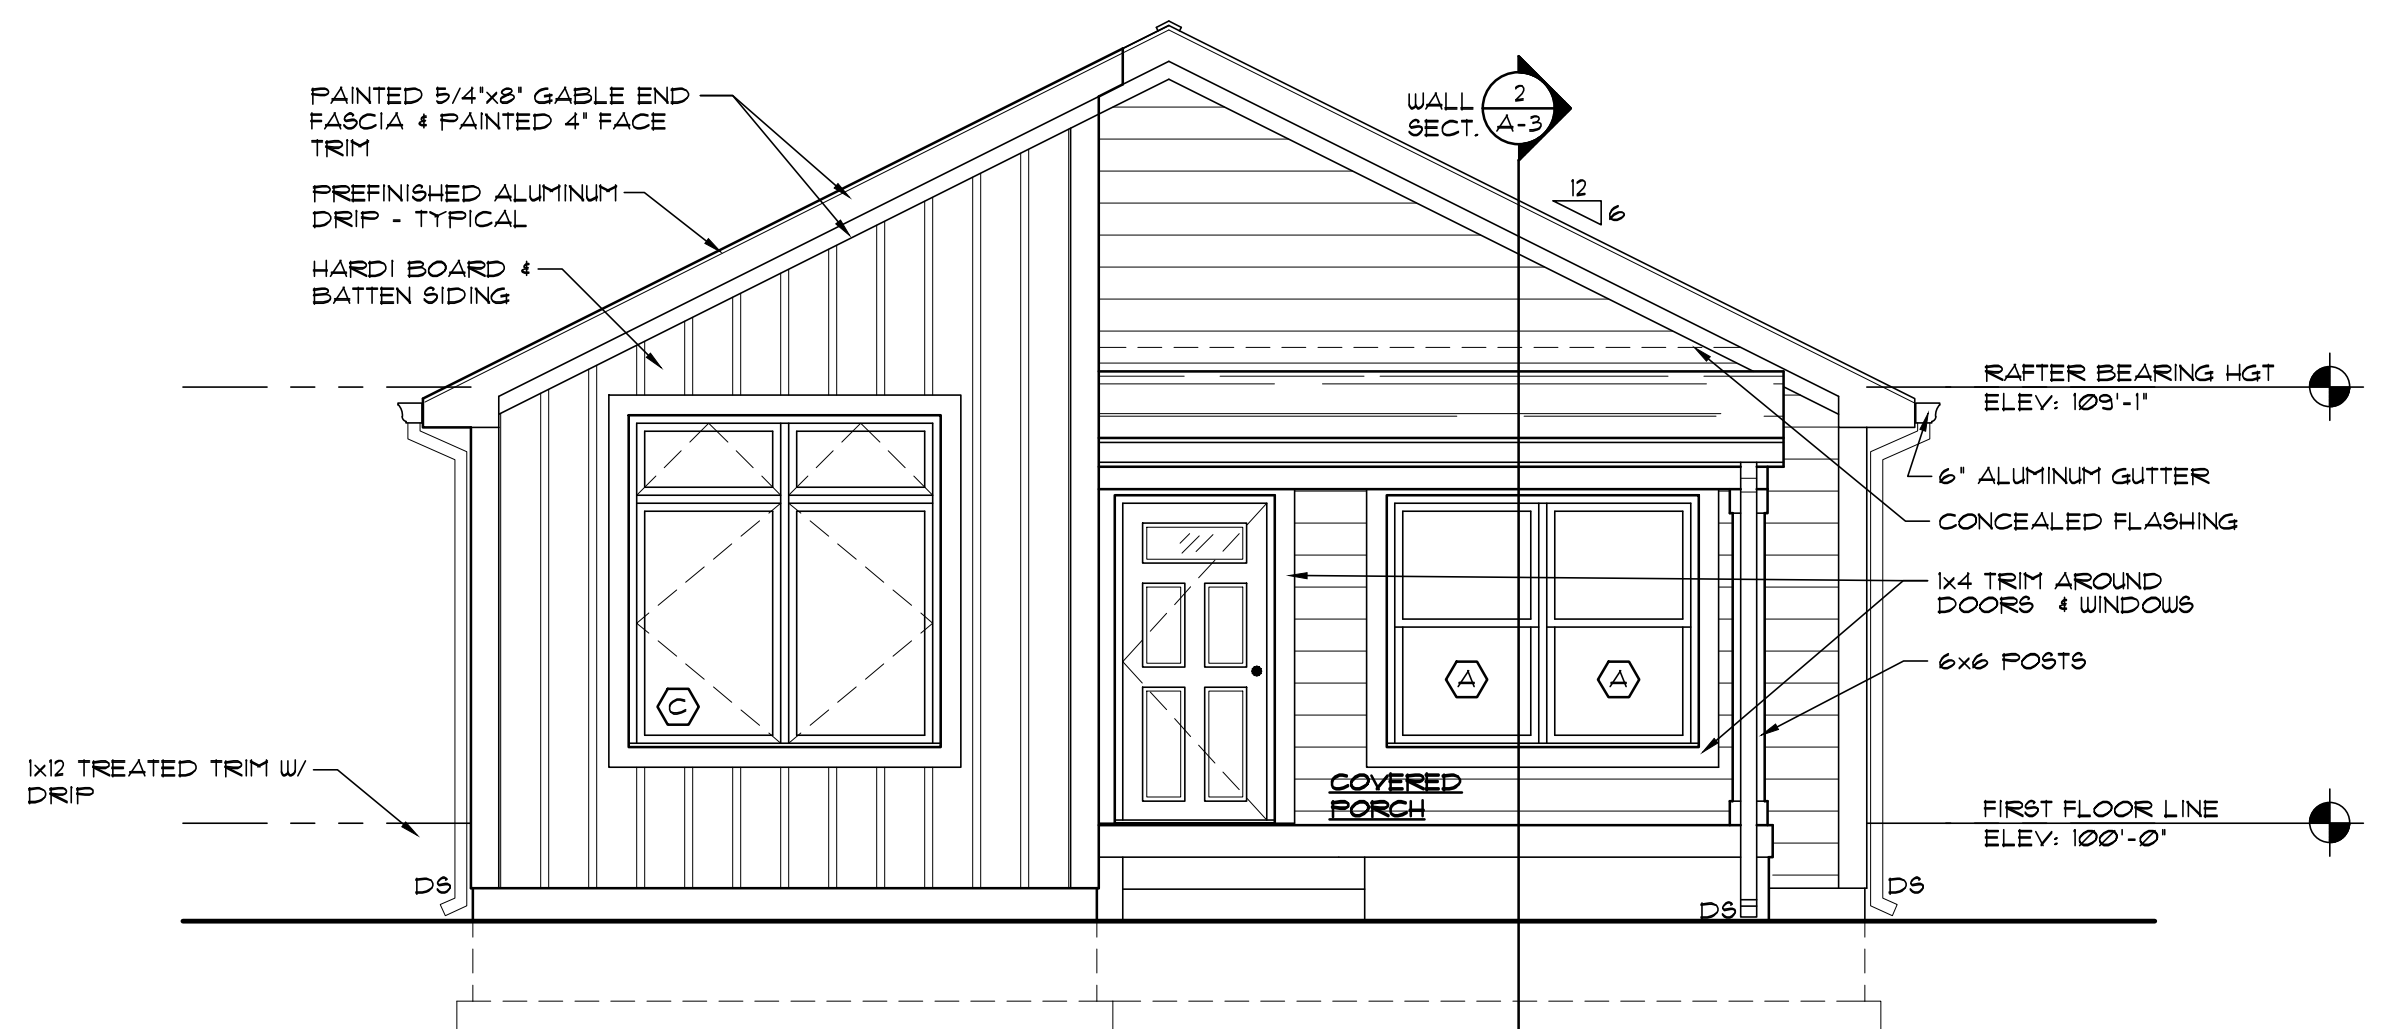 PAINTED 5/4"x8" GABLE END
FASCIA & PAINTED 4" FACE
TRIM
PREFINISHED ALUMINUM
DRIP - TYPICAL
HARDI BOARD &
BATTEN SIDING
1x12 TREATED TRIM W/
DRIP
DS
C
WALL
SECT.
2
A-3
12
6
RAFTER BEARING HGT
ELEV: 109'-1"
6" ALUMINUM GUTTER
CONCEALED FLASHING
1x4 TRIM AROUND
DOORS & WINDOWS
6x6 POSTS
A
A
COVERED
PORCH
FIRST FLOOR LINE
ELEV: 100'-0"
DS
DS